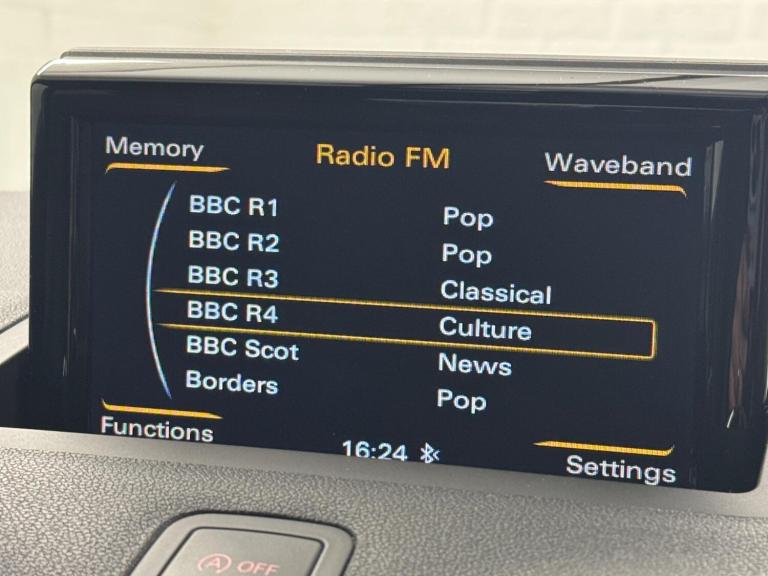 Memory Radio FM Waveband
BBC R1 Pop
BBC R2 Pop
BBC R3 Classical
BBC R4 Culture
BBC Scot News
Borders Pop
Functions 16:24 Settings
A OFF